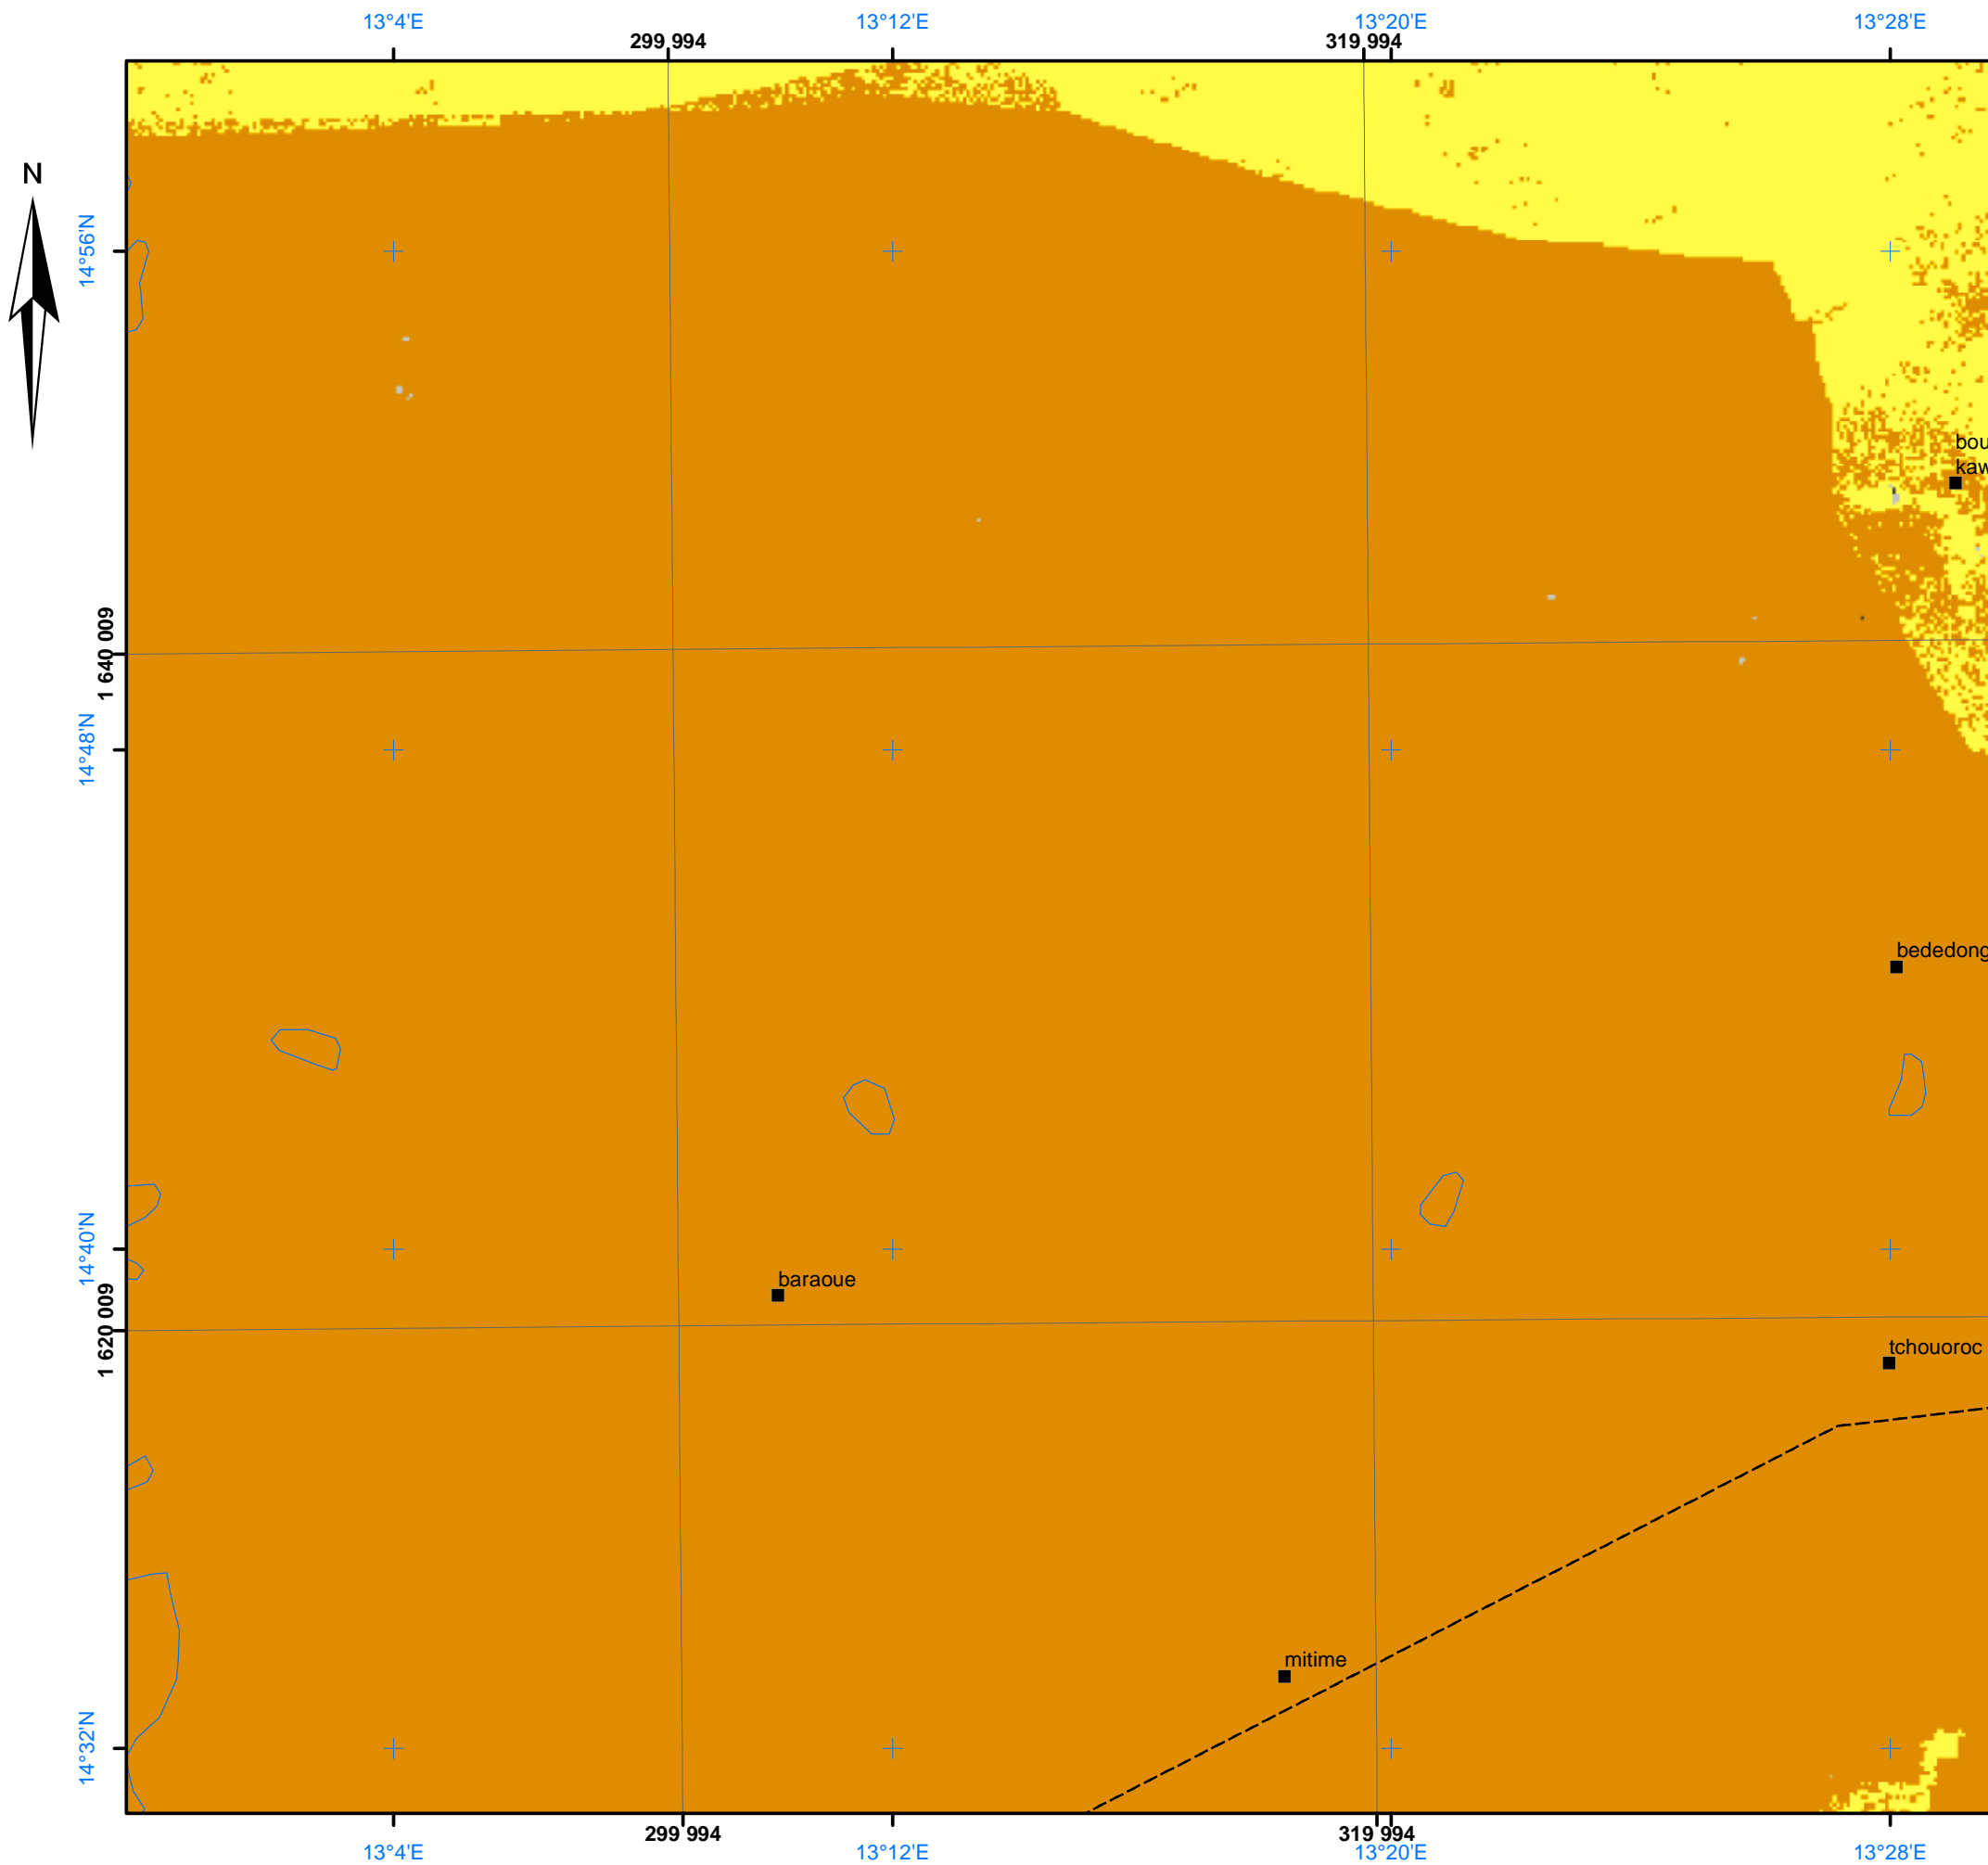 13°4'E
13°12'E
13°20'E
13°28'E
299 994
319 994
N
14°56'N
bou
kaw
1 640 009
14°48'N
bededong
14°40'N
baraoue
1 620 009
tchouoroc
mitime
14°32'N
299 994
319 994
13°4'E
13°12'E
13°20'E
13°28'E